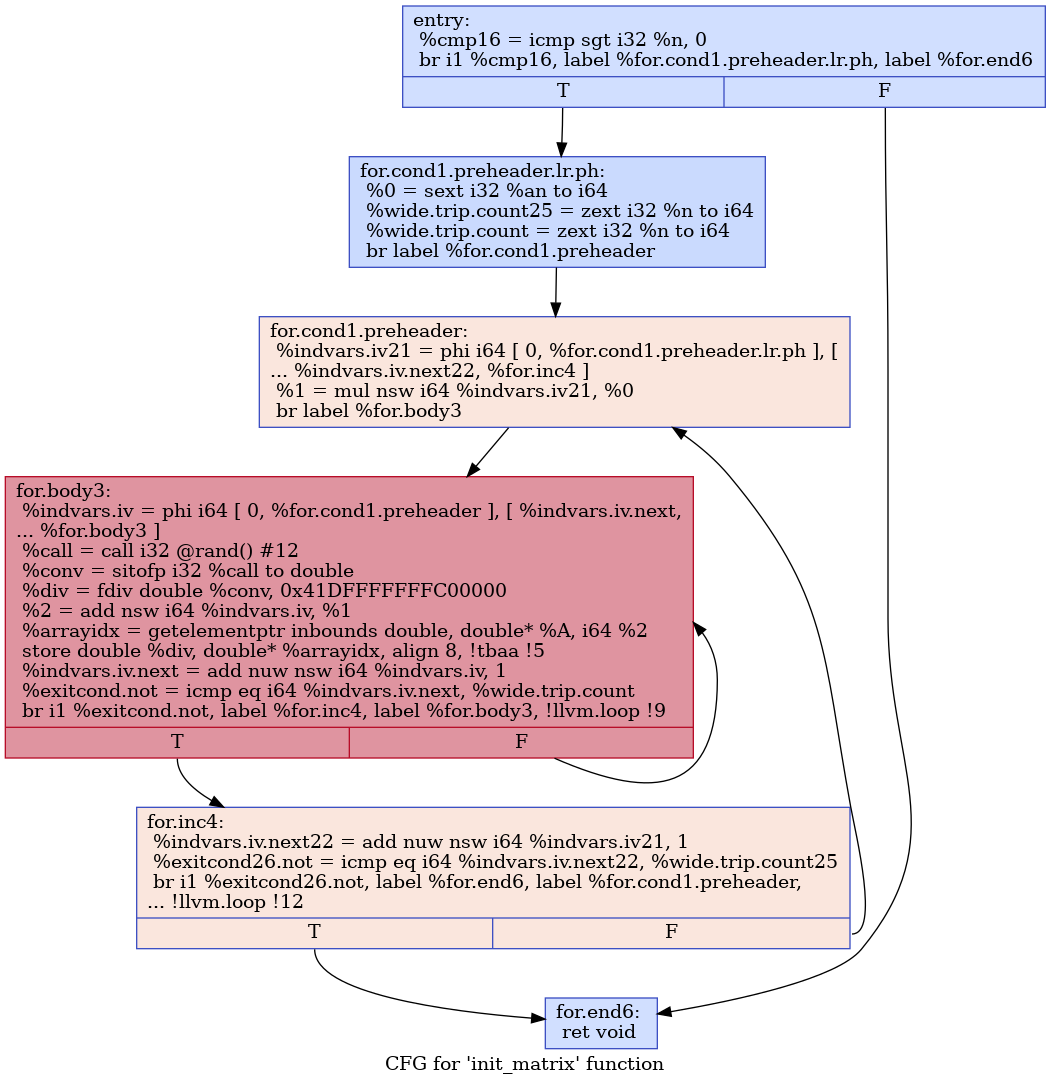 entry:
%cmp16 = icmp sgt i32 %n, 0
br i1 %cmp16, label %for.cond1.preheader.lr.ph, label %for.end6
T
F
for.cond1.preheader.lr.ph:
%0 = sext i32 %an to i64
%wide.trip.count25 = zext i32 %n to i64
%wide.trip.count = zext i32 %n to i64
br label %for.cond1.preheader
for.cond1.preheader:
%indvars.iv21 = phi i64 [ 0, %for.cond1.preheader.lr.ph ], [
... %indvars.iv.next22, %for.inc4 ]
%1 = mul nsw i64 %indvars.iv21, %0
br label %for.body3
for.body3:
%indvars.iv = phi i64 [ 0, %for.cond1.preheader ], [ %indvars.iv.next,
... %for.body3 ]
%call = call i32 @rand() #12
%conv = sitofp i32 %call to double
%div = fdiv double %conv, 0x41DFFFFFFFC00000
%2 = add nsw i64 %indvars.iv, %1
%arrayidx = getelementptr inbounds double, double* %A, i64 %2
store double %div, double* %arrayidx, align 8, !tbaa !5
%indvars.iv.next = add nuw nsw i64 %indvars.iv, 1
%exitcond.not = icmp eq i64 %indvars.iv.next, %wide.trip.count
br i1 %exitcond.not, label %for.inc4, label %for.body3, !llvm.loop !9
T
F
for.inc4:
%indvars.iv.next22 = add nuw nsw i64 %indvars.iv21, 1
%exitcond26.not = icmp eq i64 %indvars.iv.next22, %wide.trip.count25
br i1 %exitcond26.not, label %for.end6, label %for.cond1.preheader,
... !llvm.loop !12
T
F
for.end6:
ret void
CFG for 'init_matrix' function